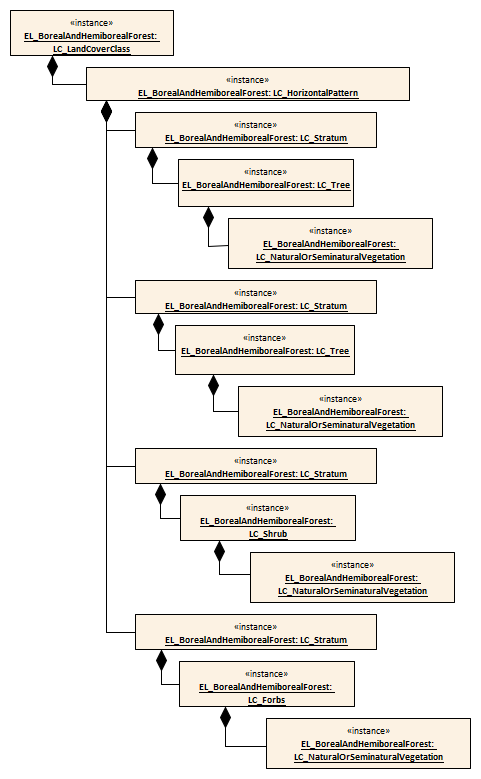 «instance»
EL_BorealAndHemiborealForest:
LC_LandCoverClass
«instance»
EL_BorealAndHemiborealForest: LC_HorizontalPattern
«instance»
EL_BorealAndHemiborealForest: LC_Stratum
«instance»
EL_BorealAndHemiborealForest: LC_Tree
«instance»
EL_BorealAndHemiborealForest:
LC_NaturalOrSeminaturalVegetation
«instance»
EL_BorealAndHemiborealForest: LC_Stratum
«instance»
EL_BorealAndHemiborealForest: LC_Tree
«instance»
EL_BorealAndHemiborealForest:
LC_NaturalOrSeminaturalVegetation
«instance»
EL_BorealAndHemiborealForest: LC_Stratum
«instance»
EL_BorealAndHemiborealForest:
LC_Shrub
«instance»
EL_BorealAndHemiborealForest:
LC_NaturalOrSeminaturalVegetation
«instance»
EL_BorealAndHemiborealForest: LC_Stratum
«instance»
EL_BorealAndHemiborealForest:
LC_Forbs
«instance»
EL_BorealAndHemiborealForest:
LC_NaturalOrSeminaturalVegetation